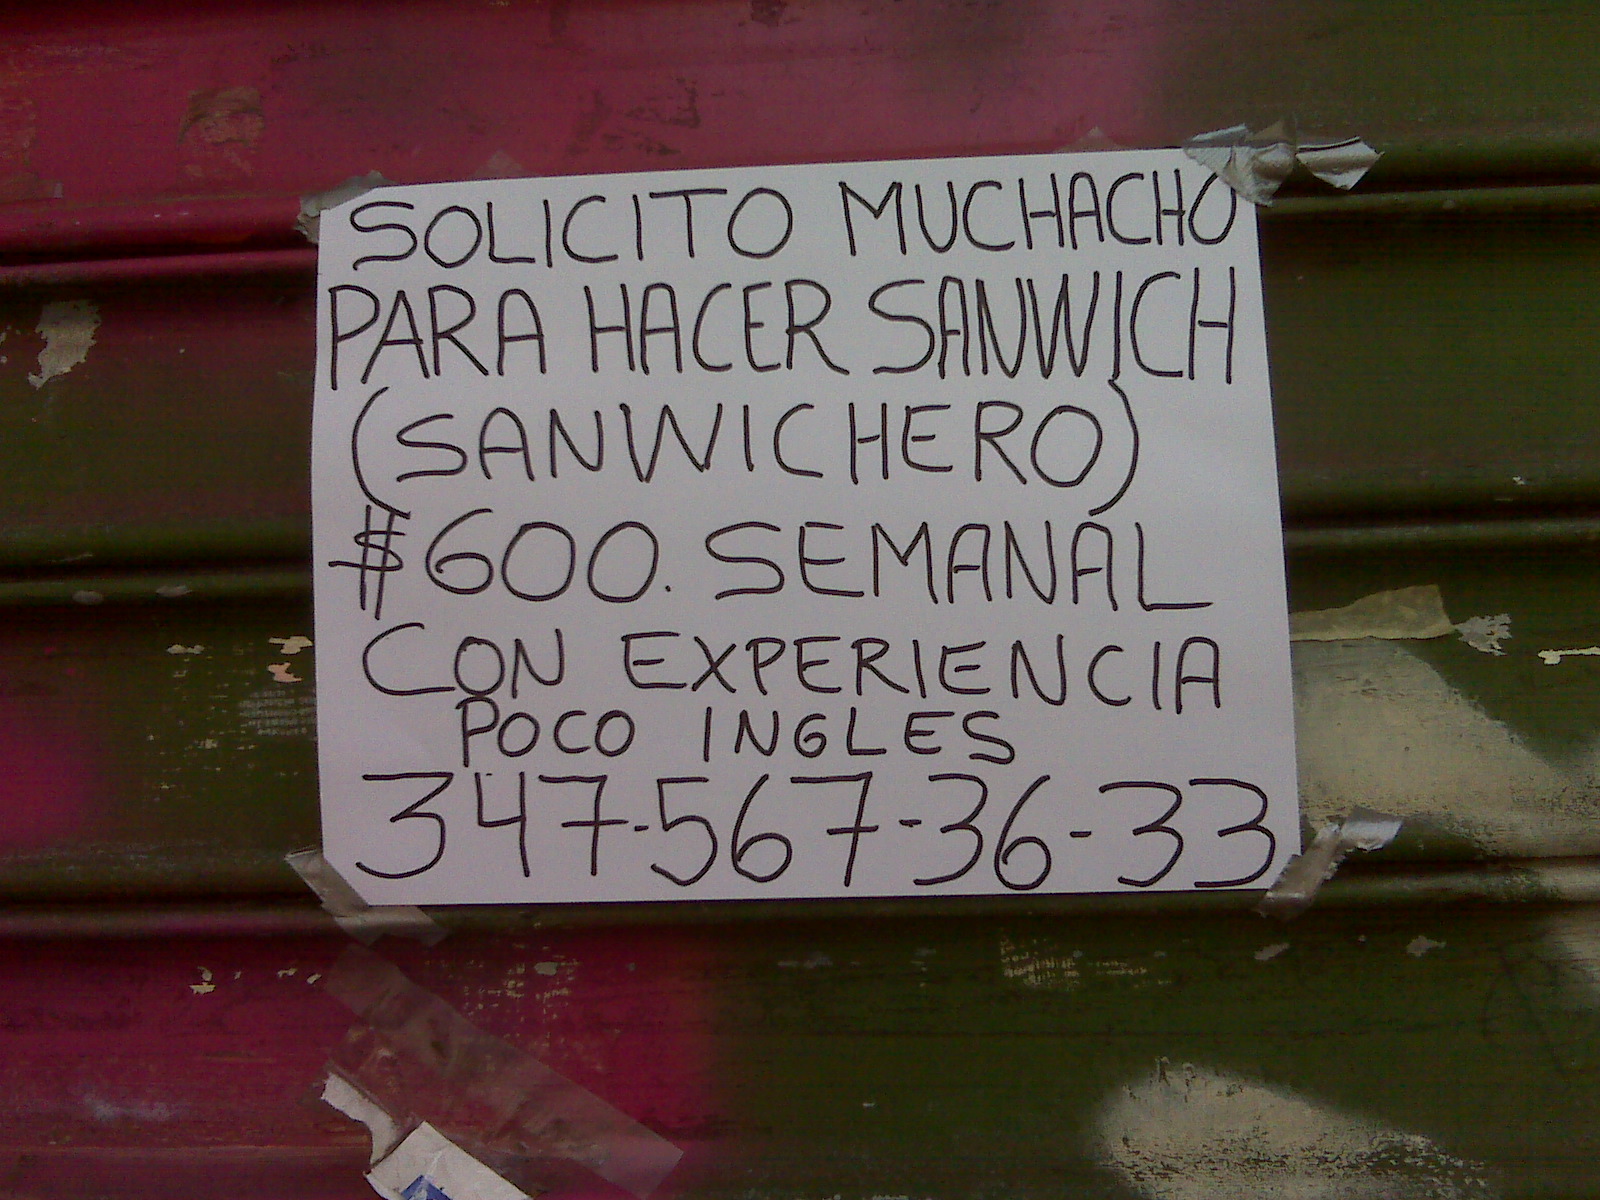 SOLICITO MUCHACHO
PARA HACER SANWICH
(SANWICHERO)
$600. SEMANAL
CON EXPERIENCIA
POCO INGLES
347-567-36-33